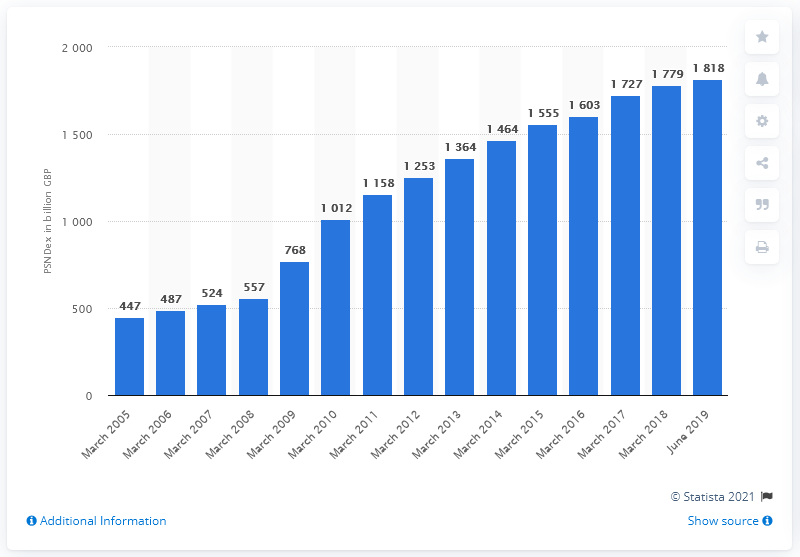 2 000
1 500
1 000
500
0
PSNDex in billion GBP
447
487
524
557
768
1 012
1 158
1 253
1 364
1 464
1 555
1 603
1 727
1 779
1 818
March 2005
March 2006
March 2007
March 2008
March 2009
March 2010
March 2011
March 2012
March 2013
March 2014
March 2015
March 2016
March 2017
March 2018
June 2019
© Statista 2021
Additional Information
Show source